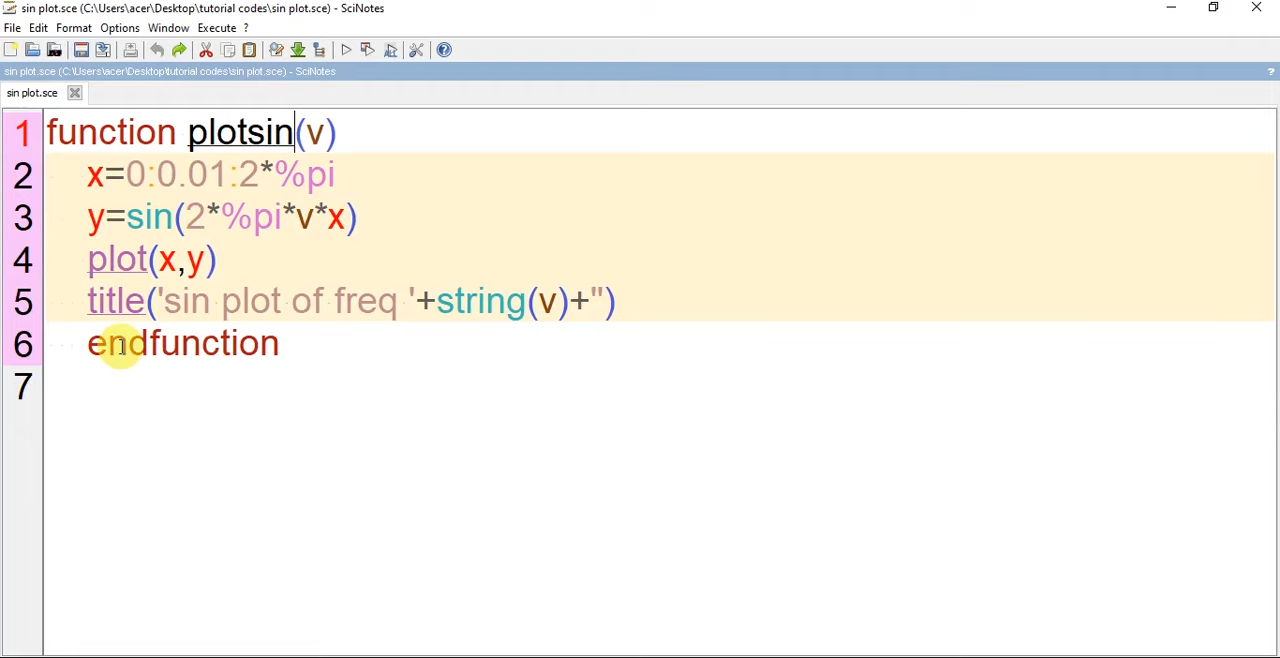 sin plot.sce (C:\Users\acer\Desktop\tutorial codes\sin plot.sce) - SciNotes
File Edit Format Options Window Execute ?
sin plot.sce (C:\Users\acer\Desktop\tutorial codes\sin plot.sce) - SciNotes ?
sin plot.sce
1 function plotsin(v)
2 x=0:0.01:2*%pi
3 y=sin(2*%pi*v*x)
4 plot(x,y)
5 title('sin plot of freq '+string(v)+'')
6 endfunction
7